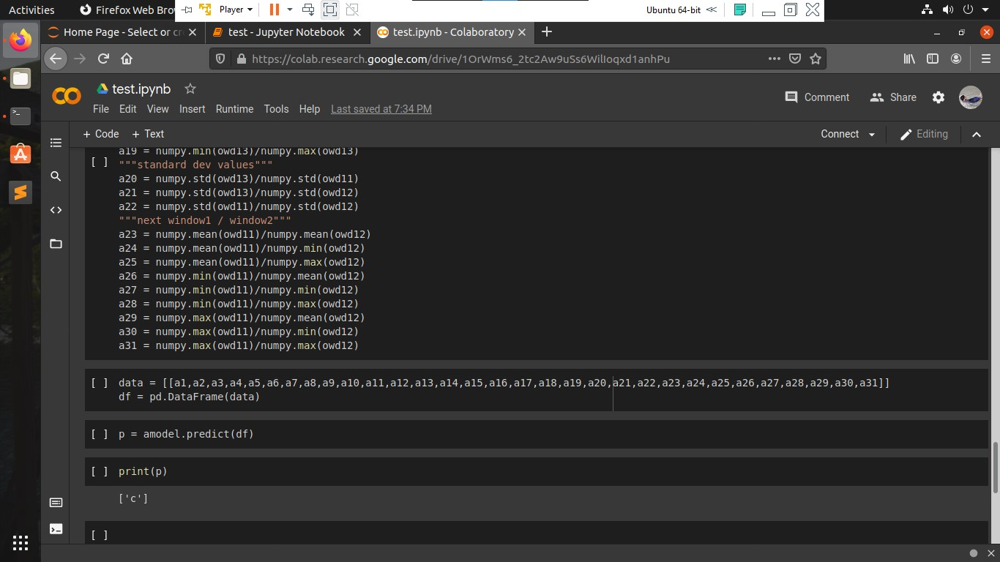 Activities Firefox Web Brow Player Ubuntu 64-bit
Home Page - Select or cr test - Jupyter Notebook test.ipynb - Colaboratory
https://colab.research.google.com/drive/1OrWms6_2tc2Aw9uSs6WilIoqxd1anhPu
test.ipynb
Comment Share
File Edit View Insert Runtime Tools Help Last saved at 7:34 PM
+ Code + Text Connect Editing
a19 = numpy.min(owd13)/numpy.max(owd13)
[ ] """standard dev values"""
a20 = numpy.std(owd13)/numpy.std(owd11)
a21 = numpy.std(owd13)/numpy.std(owd12)
a22 = numpy.std(owd11)/numpy.std(owd12)
"""next window1 / window2"""
a23 = numpy.mean(owd11)/numpy.mean(owd12)
a24 = numpy.mean(owd11)/numpy.min(owd12)
a25 = numpy.mean(owd11)/numpy.max(owd12)
a26 = numpy.min(owd11)/numpy.mean(owd12)
a27 = numpy.min(owd11)/numpy.min(owd12)
a28 = numpy.min(owd11)/numpy.max(owd12)
a29 = numpy.max(owd11)/numpy.mean(owd12)
a30 = numpy.max(owd11)/numpy.min(owd12)
a31 = numpy.max(owd11)/numpy.max(owd12)
[ ] data = [[a1,a2,a3,a4,a5,a6,a7,a8,a9,a10,a11,a12,a13,a14,a15,a16,a17,a18,a19,a20,a21,a22,a23,a24,a25,a26,a27,a28,a29,a30,a31]]
df = pd.DataFrame(data)
[ ] p = amodel.predict(df)
[ ] print(p)
['c']
[ ]